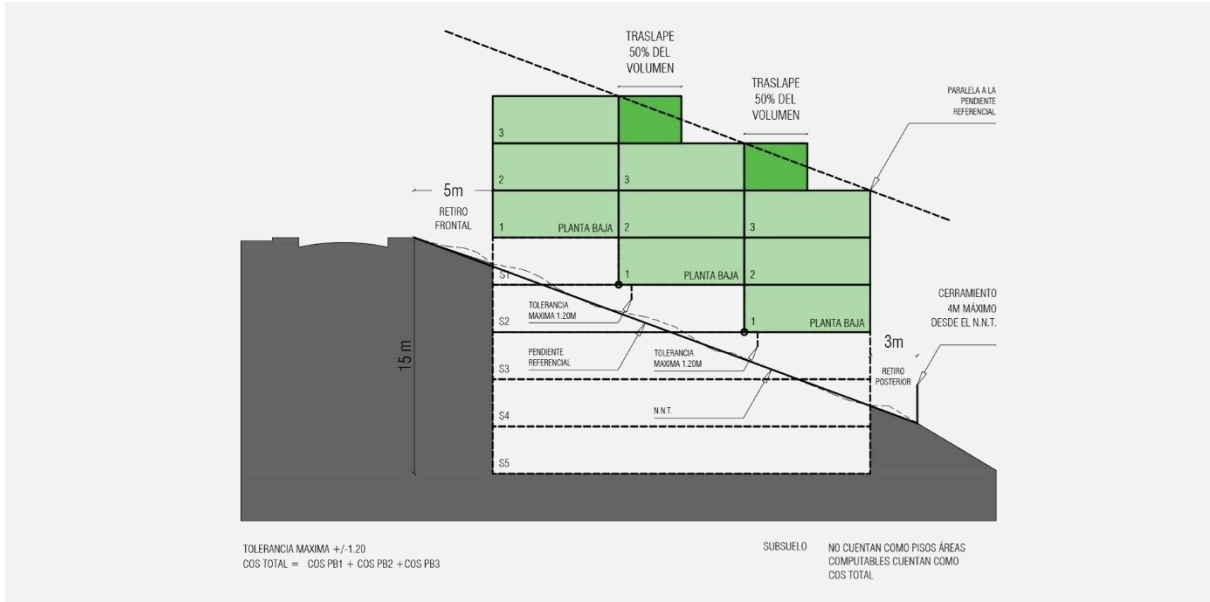 TRASLAPE
50% DEL
VOLUMEN
TRASLAPE
50% DEL
VOLUMEN
PARALELA A LA
PENDIENTE
REFERENCIAL
3
2
3
5m
RETIRO
FRONTAL
1
PLANTA BAJA
2
3
S1
1
PLANTA BAJA
2
CERRAMIENTO
4M MÁXIMO
DESDE EL N.N.T.
TOLERANCIA
MAXIMA 1.20M
S2
1
PLANTA BAJA
3m
RETIRO
POSTERIOR
15 m
PENDIENTE
REFERENCIAL
TOLERANCIA
MAXIMA 1.20M
S3
N.N.T.
S4
S5
TOLERANCIA MAXIMA +/-1.20
COS TOTAL = COS PB1 + COS PB2 +COS PB3
SUBSUELO
NO CUENTAN COMO PISOS ÁREAS
COMPUTABLES CUENTAN COMO
COS TOTAL